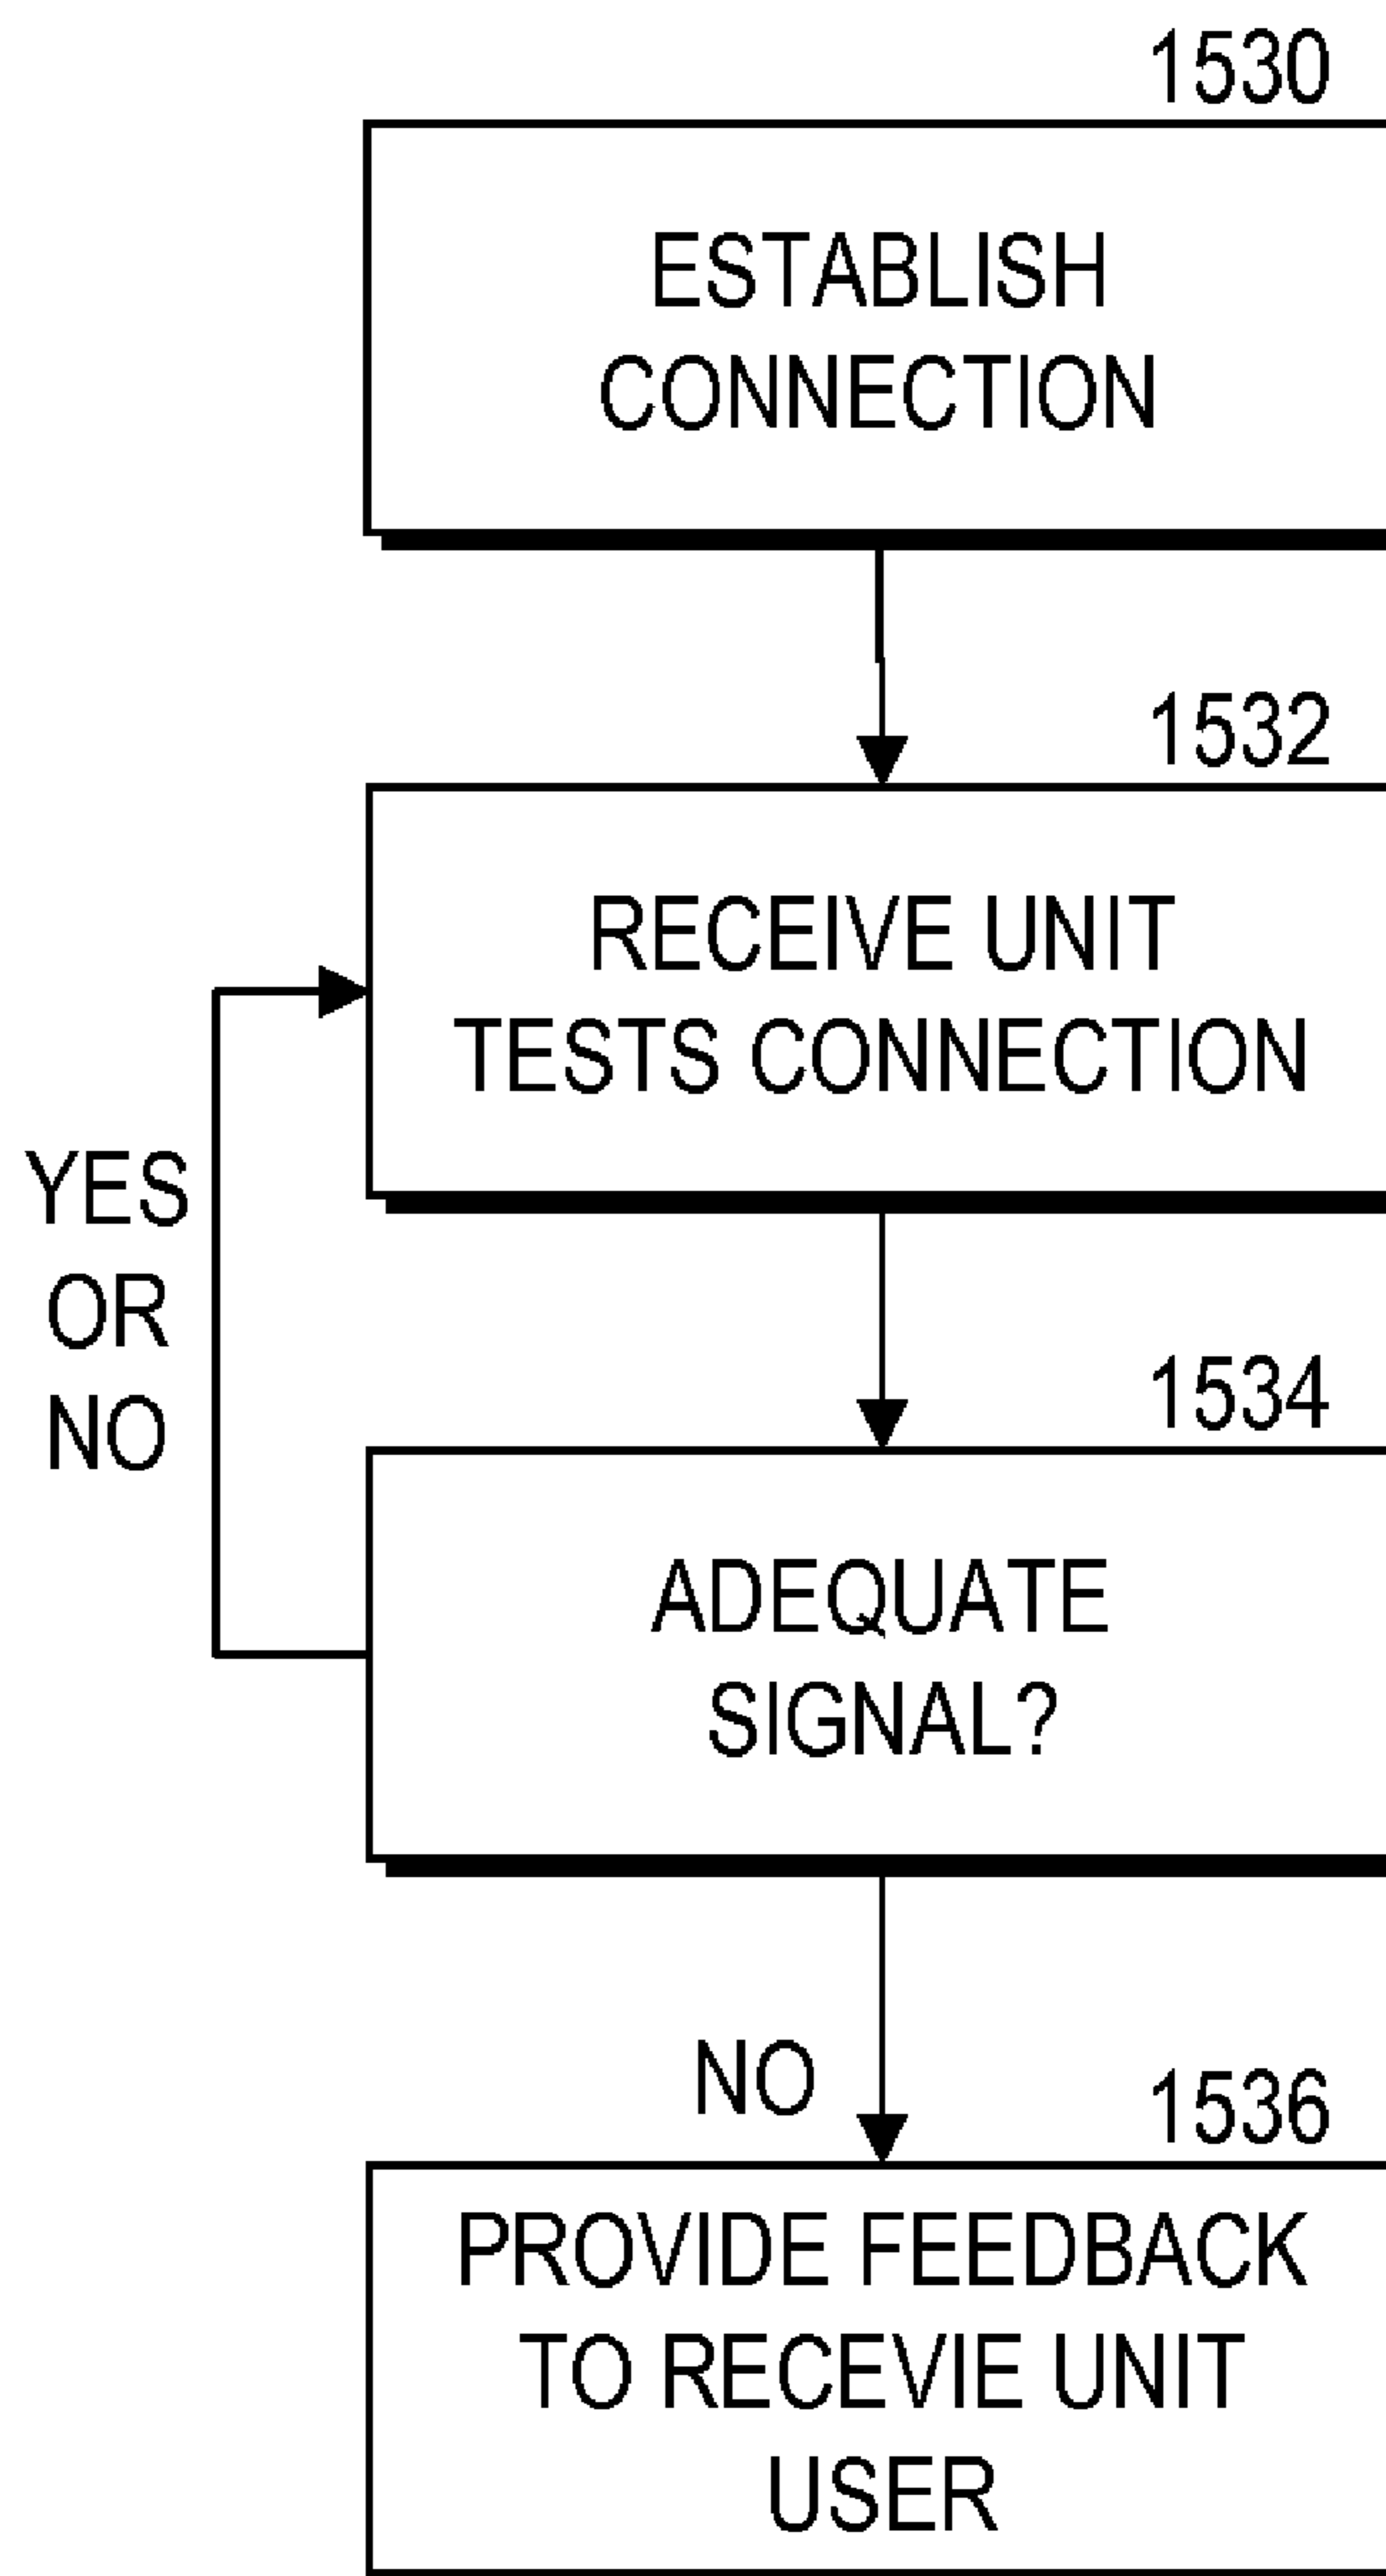 1530
ESTABLISH
CONNECTION
1532
RECEIVE UNIT
TESTS CONNECTION
YES
OR
NO
1534
ADEQUATE
SIGNAL?
NO
1536
PROVIDE FEEDBACK
TO RECEVIE UNIT
USER